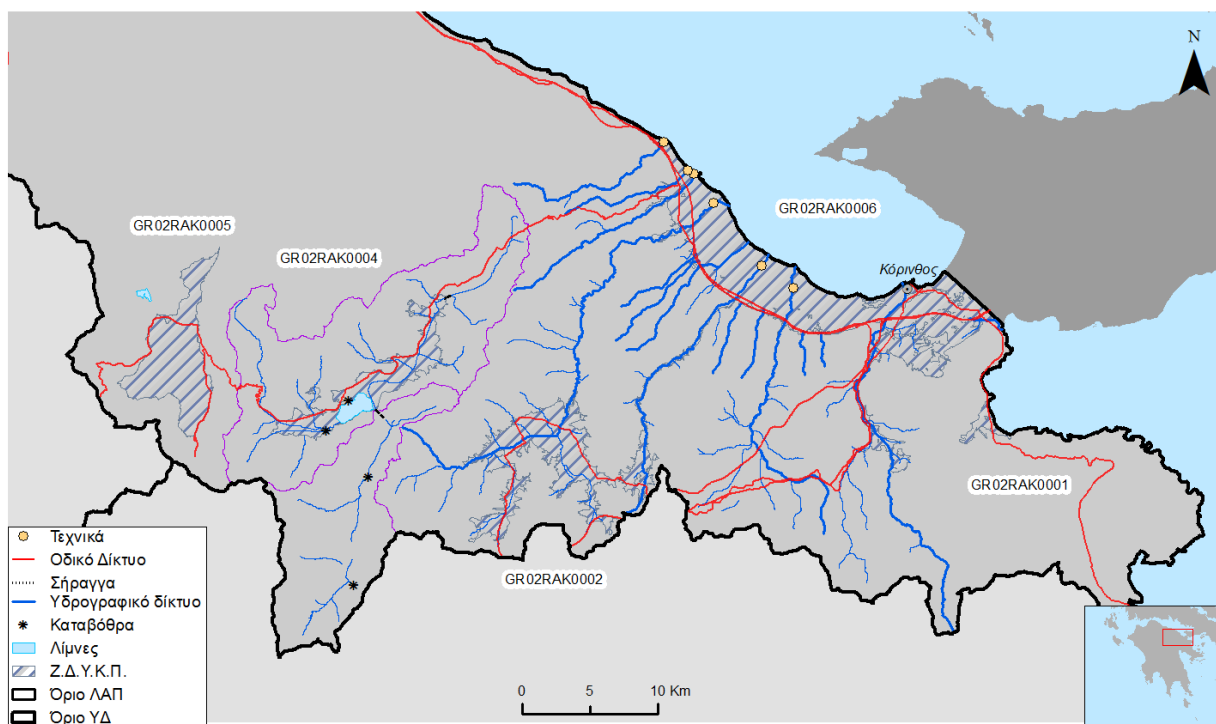 N
GR02RAK0006
GR02RAK0005
GR02RAK0004
Κόρινθος
GR02RAK0001
GR02RAK0002
Τεχνικά
Οδικό Δίκτυο
Σήραγγα
Υδρογραφικό δίκτυο
Καταβόθρα
Λίμνες
Ζ.Δ.Υ.Κ.Π.
Όριο ΛΑΠ
Όριο ΥΔ
0 5 10 Km